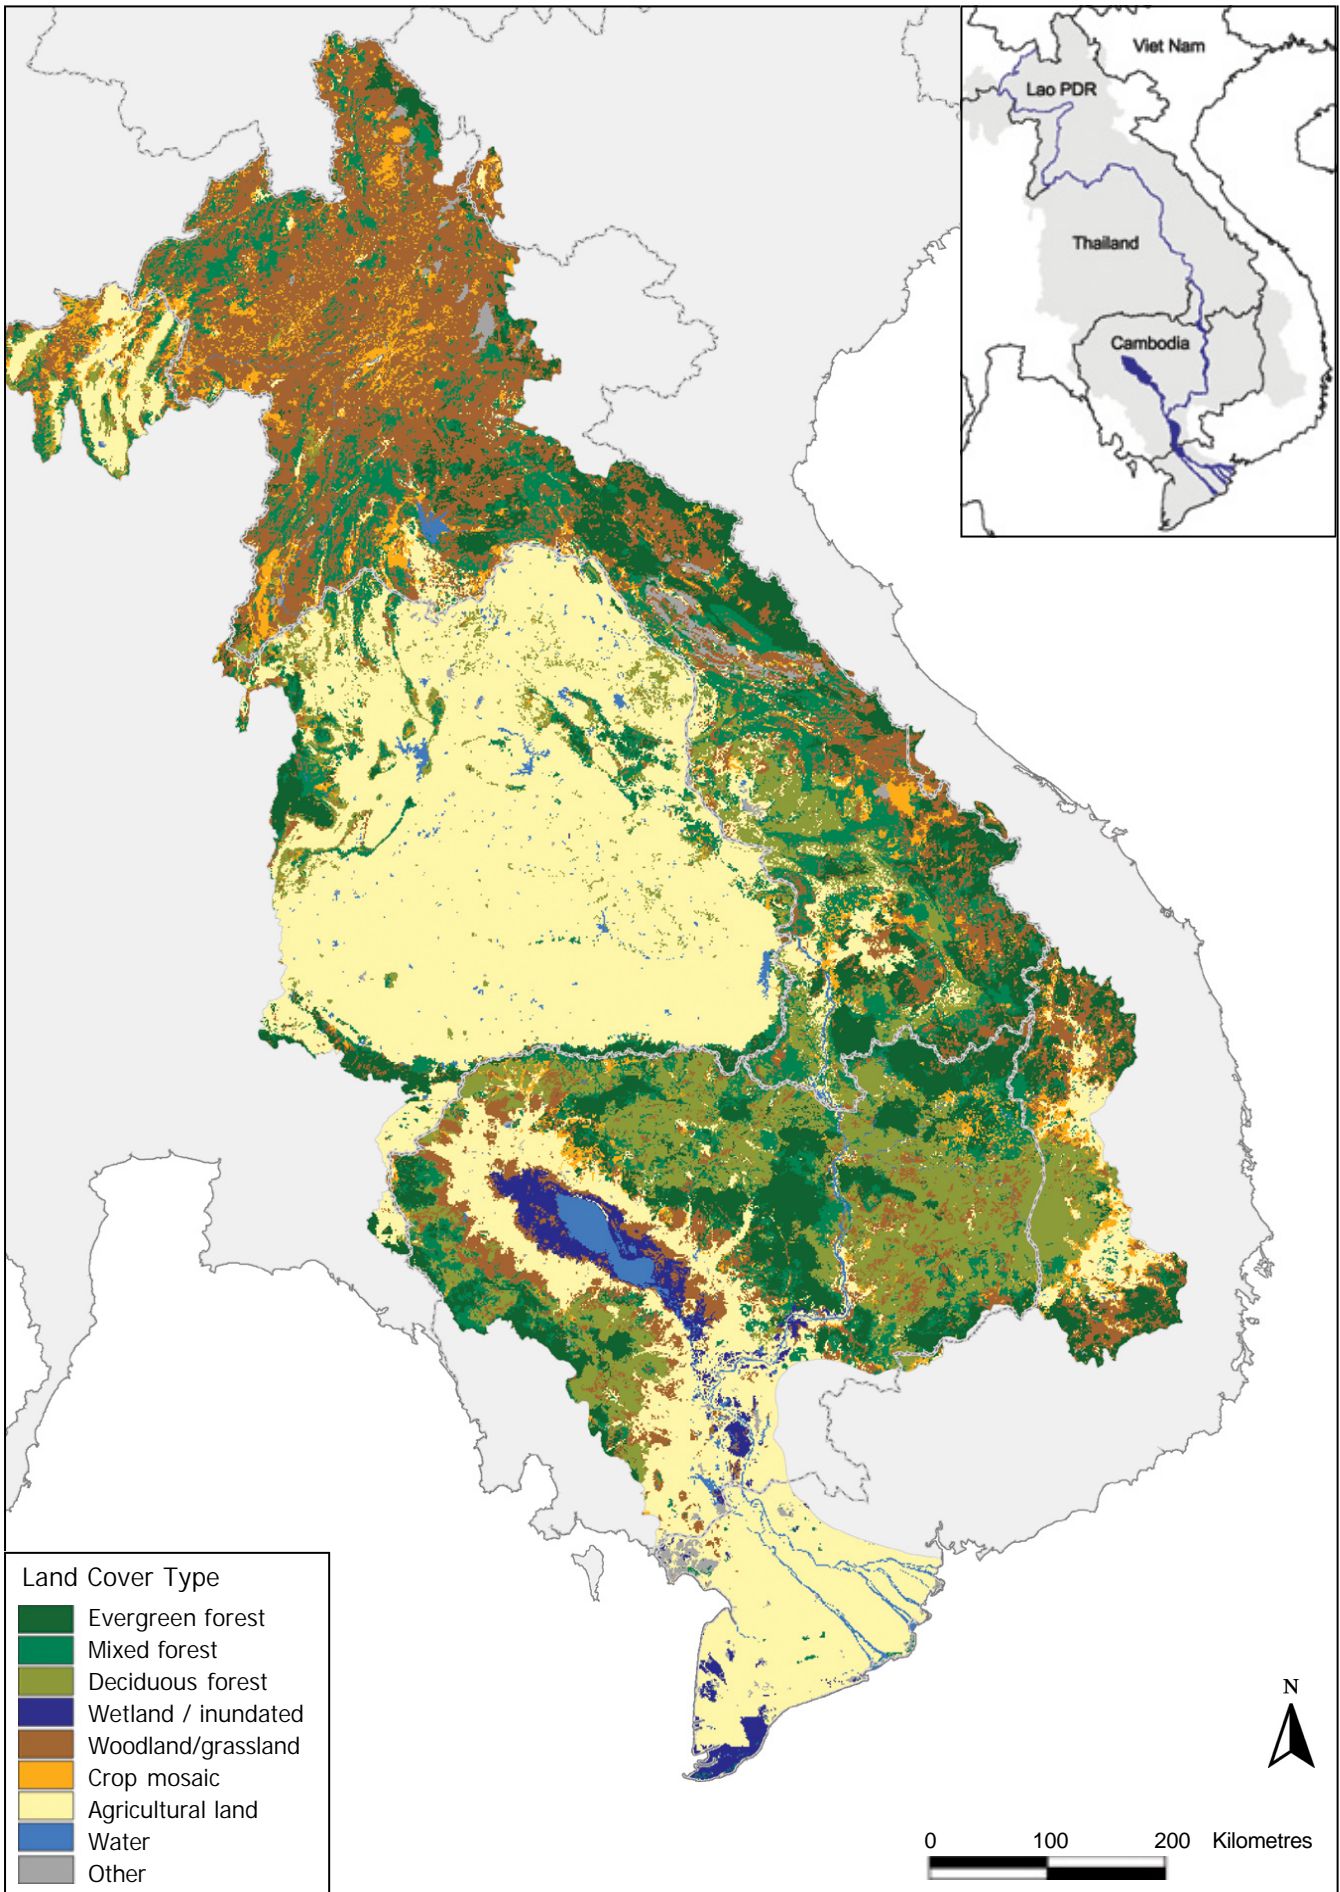 Viet Nam
Lao PDR
Thailand
Cambodia
Land Cover Type
Evergreen forest
Mixed forest
Deciduous forest
Wetland / inundated
Woodland/grassland
Crop mosaic
Agricultural land
Water
Other
N
0 100 200 Kilometres